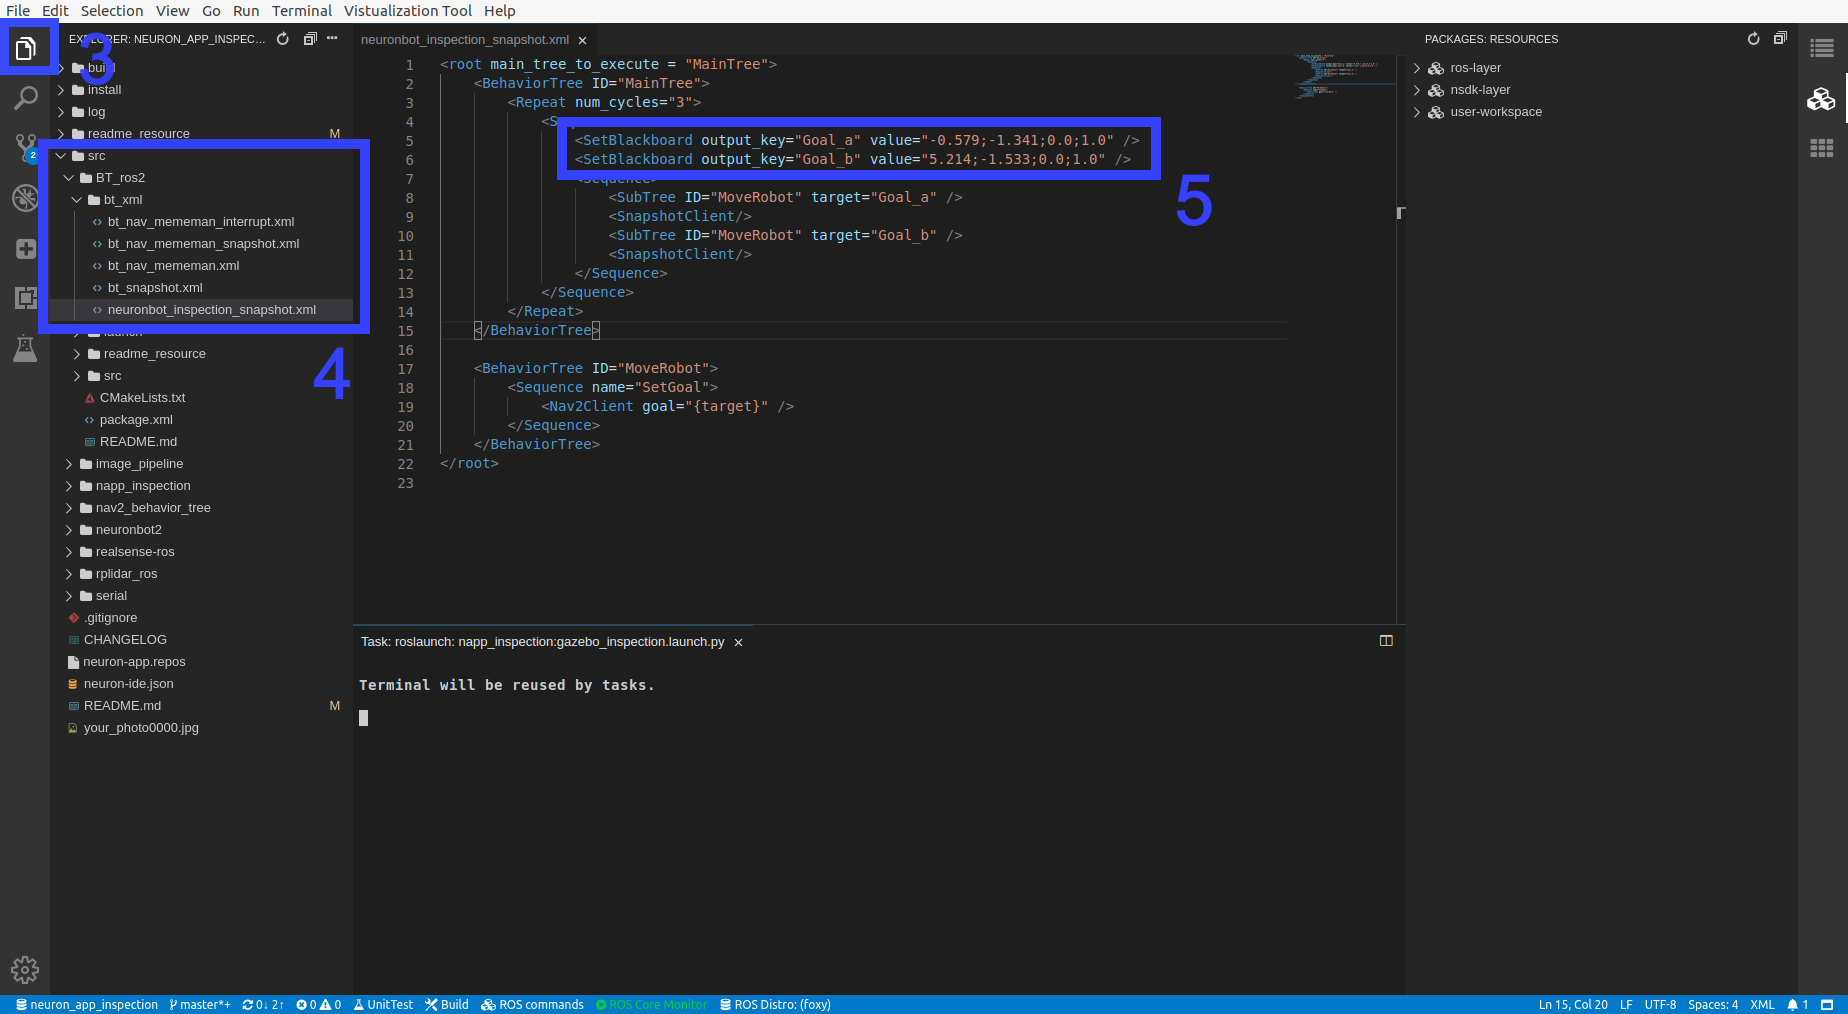 File Edit Selection View Go Run Terminal Vistualization Tool Help
EXPLORER: NEURON_APP_INSPEC...
3
build
install
log
readme_resource M
2
src
BT_ros2
bt_xml
bt_nav_mememan_interrupt.xml
bt_nav_mememan_snapshot.xml
bt_nav_mememan.xml
bt_snapshot.xml
neuronbot_inspection_snapshot.xml
launch
4
readme_resource
src
CMakeLists.txt
package.xml
README.md
image_pipeline
napp_inspection
nav2_behavior_tree
neuronbot2
realsense-ros
rplidar_ros
serial
.gitignore
CHANGELOG
neuron-app.repos
neuron-ide.json
README.md M
your_photo0000.jpg
neuronbot_inspection_snapshot.xml
1 <root main_tree_to_execute = "MainTree">
2 <BehaviorTree ID="MainTree">
3 <Repeat num_cycles="3">
4 <S
5 <SetBlackboard output_key="Goal_a" value="-0.579;-1.341;0.0;1.0" />
6 <SetBlackboard output_key="Goal_b" value="5.214;-1.533;0.0;1.0" />
7 <Sequence>
5
8 <SubTree ID="MoveRobot" target="Goal_a" />
9 <SnapshotClient/>
10 <SubTree ID="MoveRobot" target="Goal_b" />
11 <SnapshotClient/>
12 </Sequence>
13 </Sequence>
14 </Repeat>
15 </BehaviorTree>
16
17 <BehaviorTree ID="MoveRobot">
18 <Sequence name="SetGoal">
19 <Nav2Client goal="{target}" />
20 </Sequence>
21 </BehaviorTree>
22 </root>
23
Task: roslaunch: napp_inspection:gazebo_inspection.launch.py
Terminal will be reused by tasks.
PACKAGES: RESOURCES
ros-layer
nsdk-layer
user-workspace
neuron_app_inspection master*+ 0↓ 2↑ 0 0 UnitTest Build ROS commands ROS Core Monitor ROS Distro: (foxy) Ln 15, Col 20 LF UTF-8 Spaces: 4 XML 1